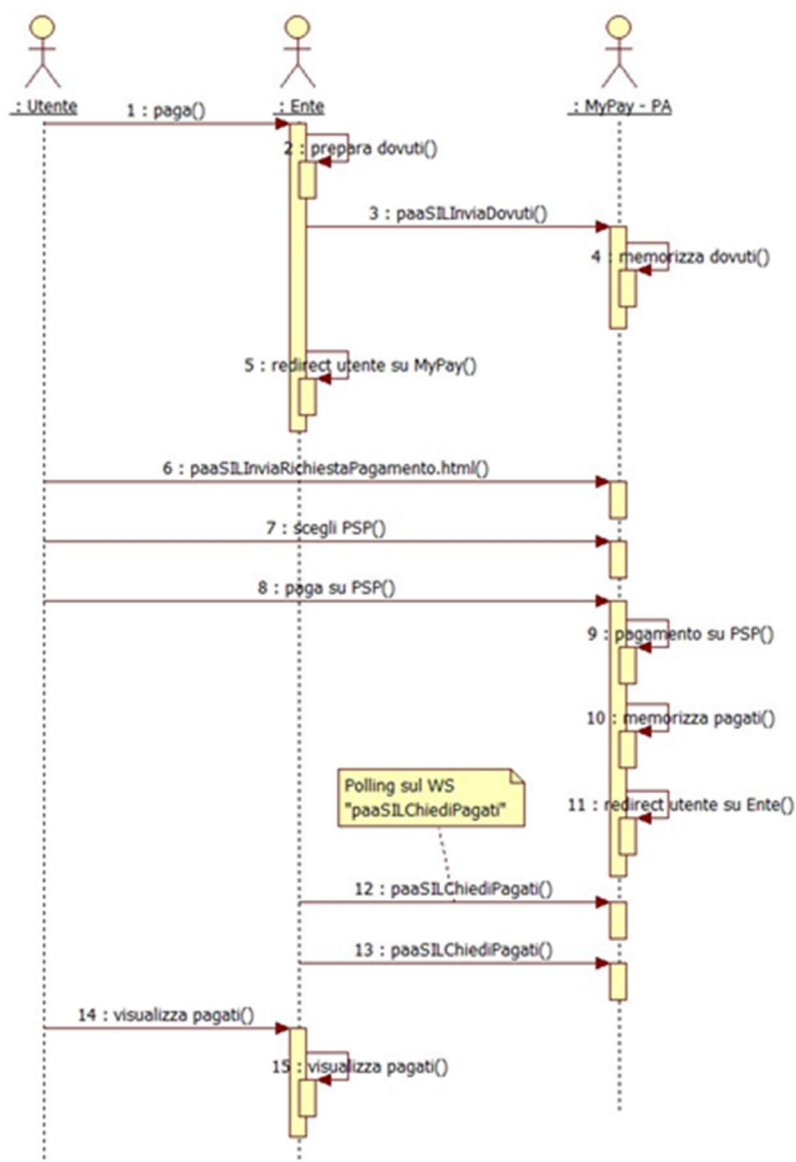 : Utente
: Ente
: MyPay - PA
1 : paga()
2 : prepara dovuti()
3 : paaSILInviaDovuti()
4 : memorizza dovuti()
5 : redirect utente su MyPay()
6 : paaSILInviaRichiestaPagamento.html()
7 : scegli PSP()
8 : paga su PSP()
9 : pagamento su PSP()
10 : memorizza pagati()
Polling sul WS
"paaSILChiediPagati"
11 : redirect utente su Ente()
12 : paaSILChiediPagati()
13 : paaSILChiediPagati()
14 : visualizza pagati()
15 : visualizza pagati()